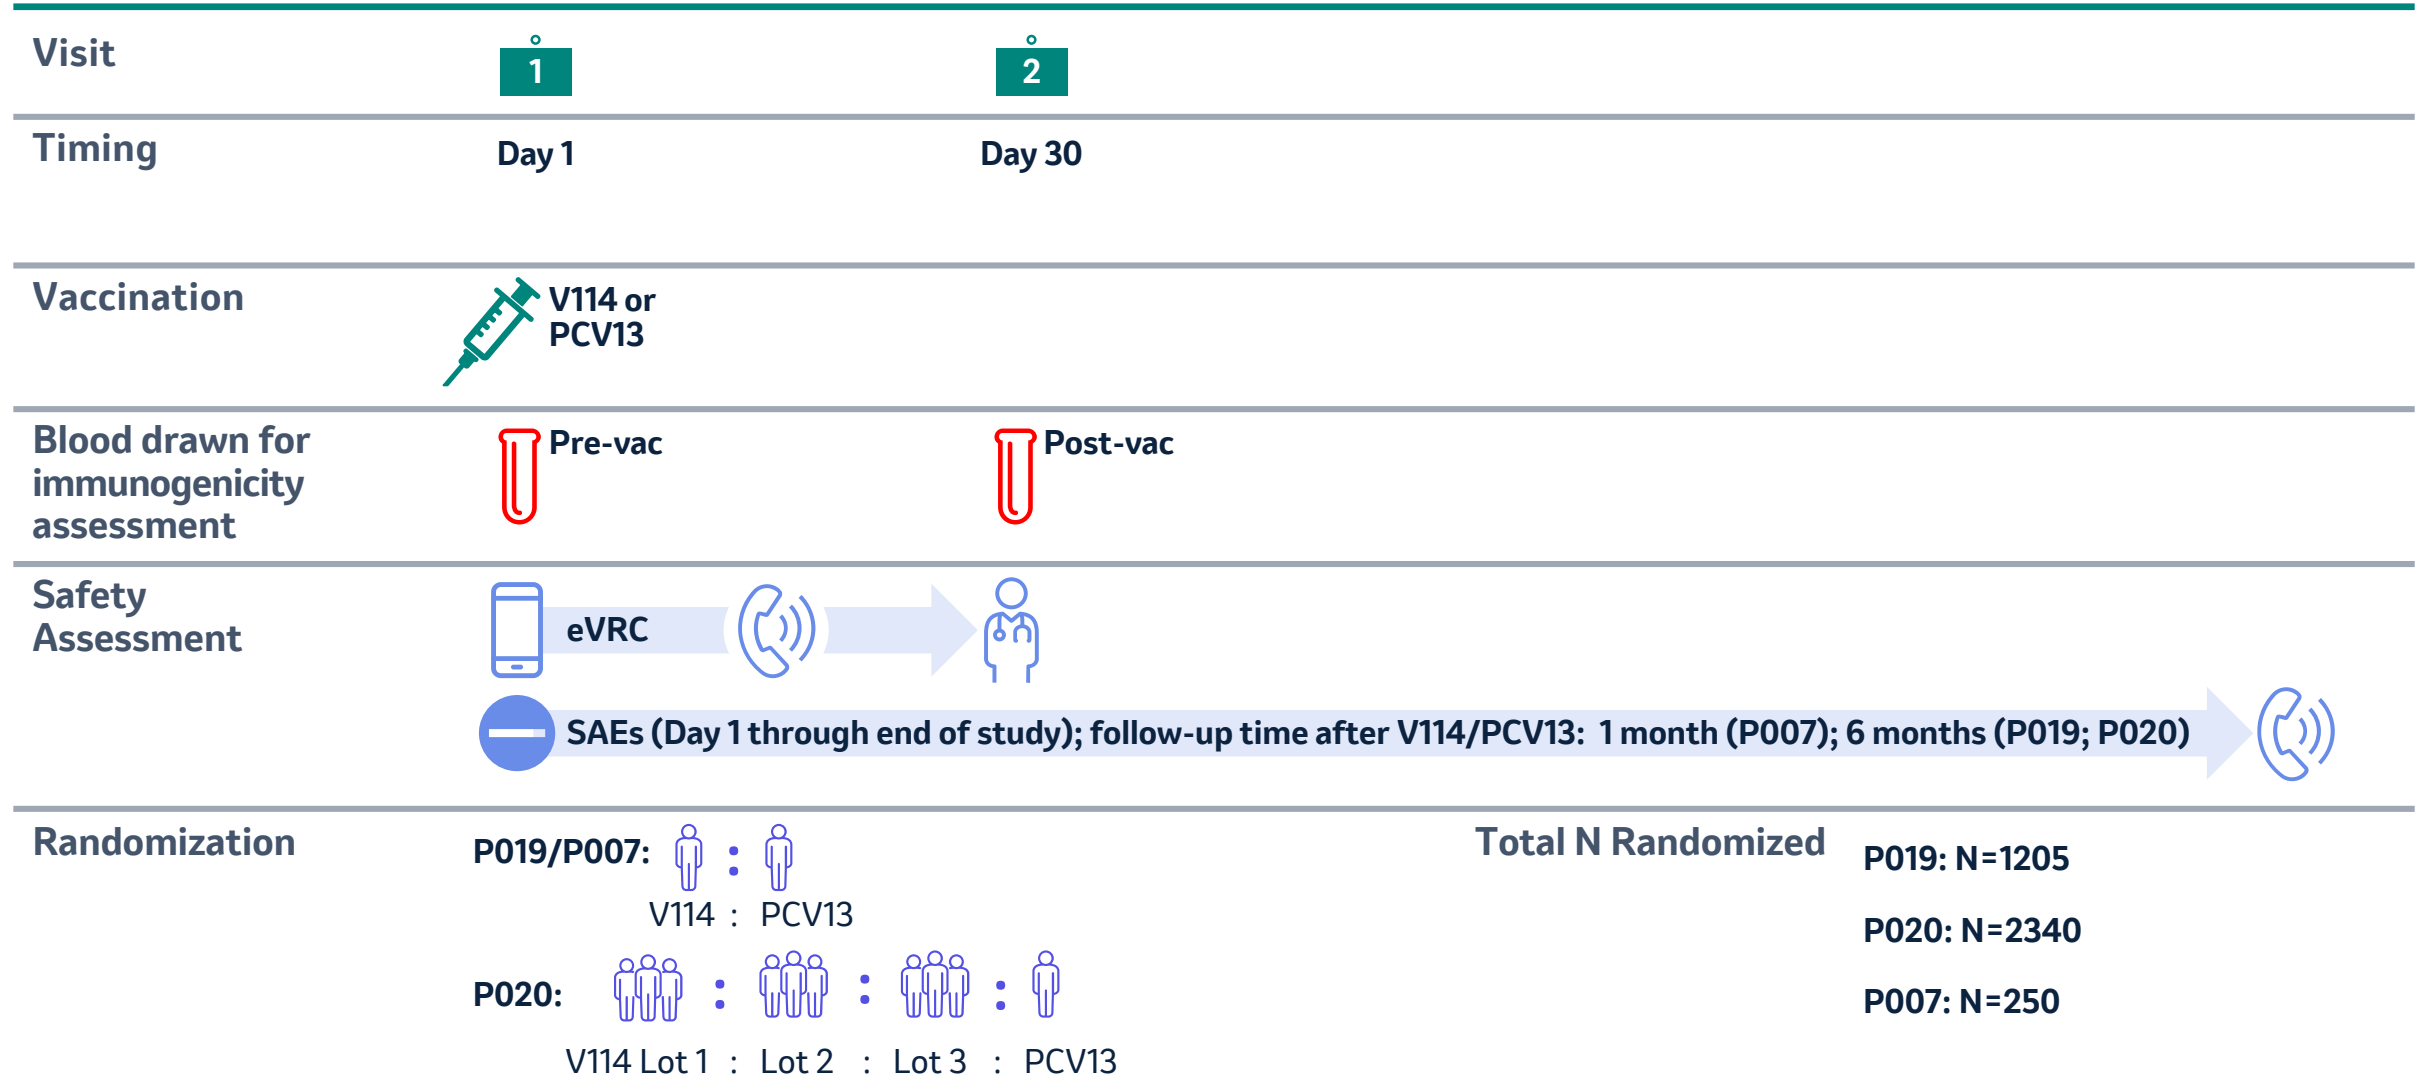 Visit
1
2
Timing
Day 1
Day 30
Vaccination
V114 or
PCV13
Blood drawn for
immunogenicity
assessment
Pre-vac
Post-vac
Safety
Assessment
eVRC
SAEs (Day 1 through end of study); follow-up time after V114/PCV13: 1 month (P007); 6 months (P019; P020)
Randomization
P019/P007:
:
V114 : PCV13
P020:
: : :
V114 Lot 1 : Lot 2 : Lot 3 : PCV13
Total N Randomized
P019: N=1205
P020: N=2340
P007: N=250